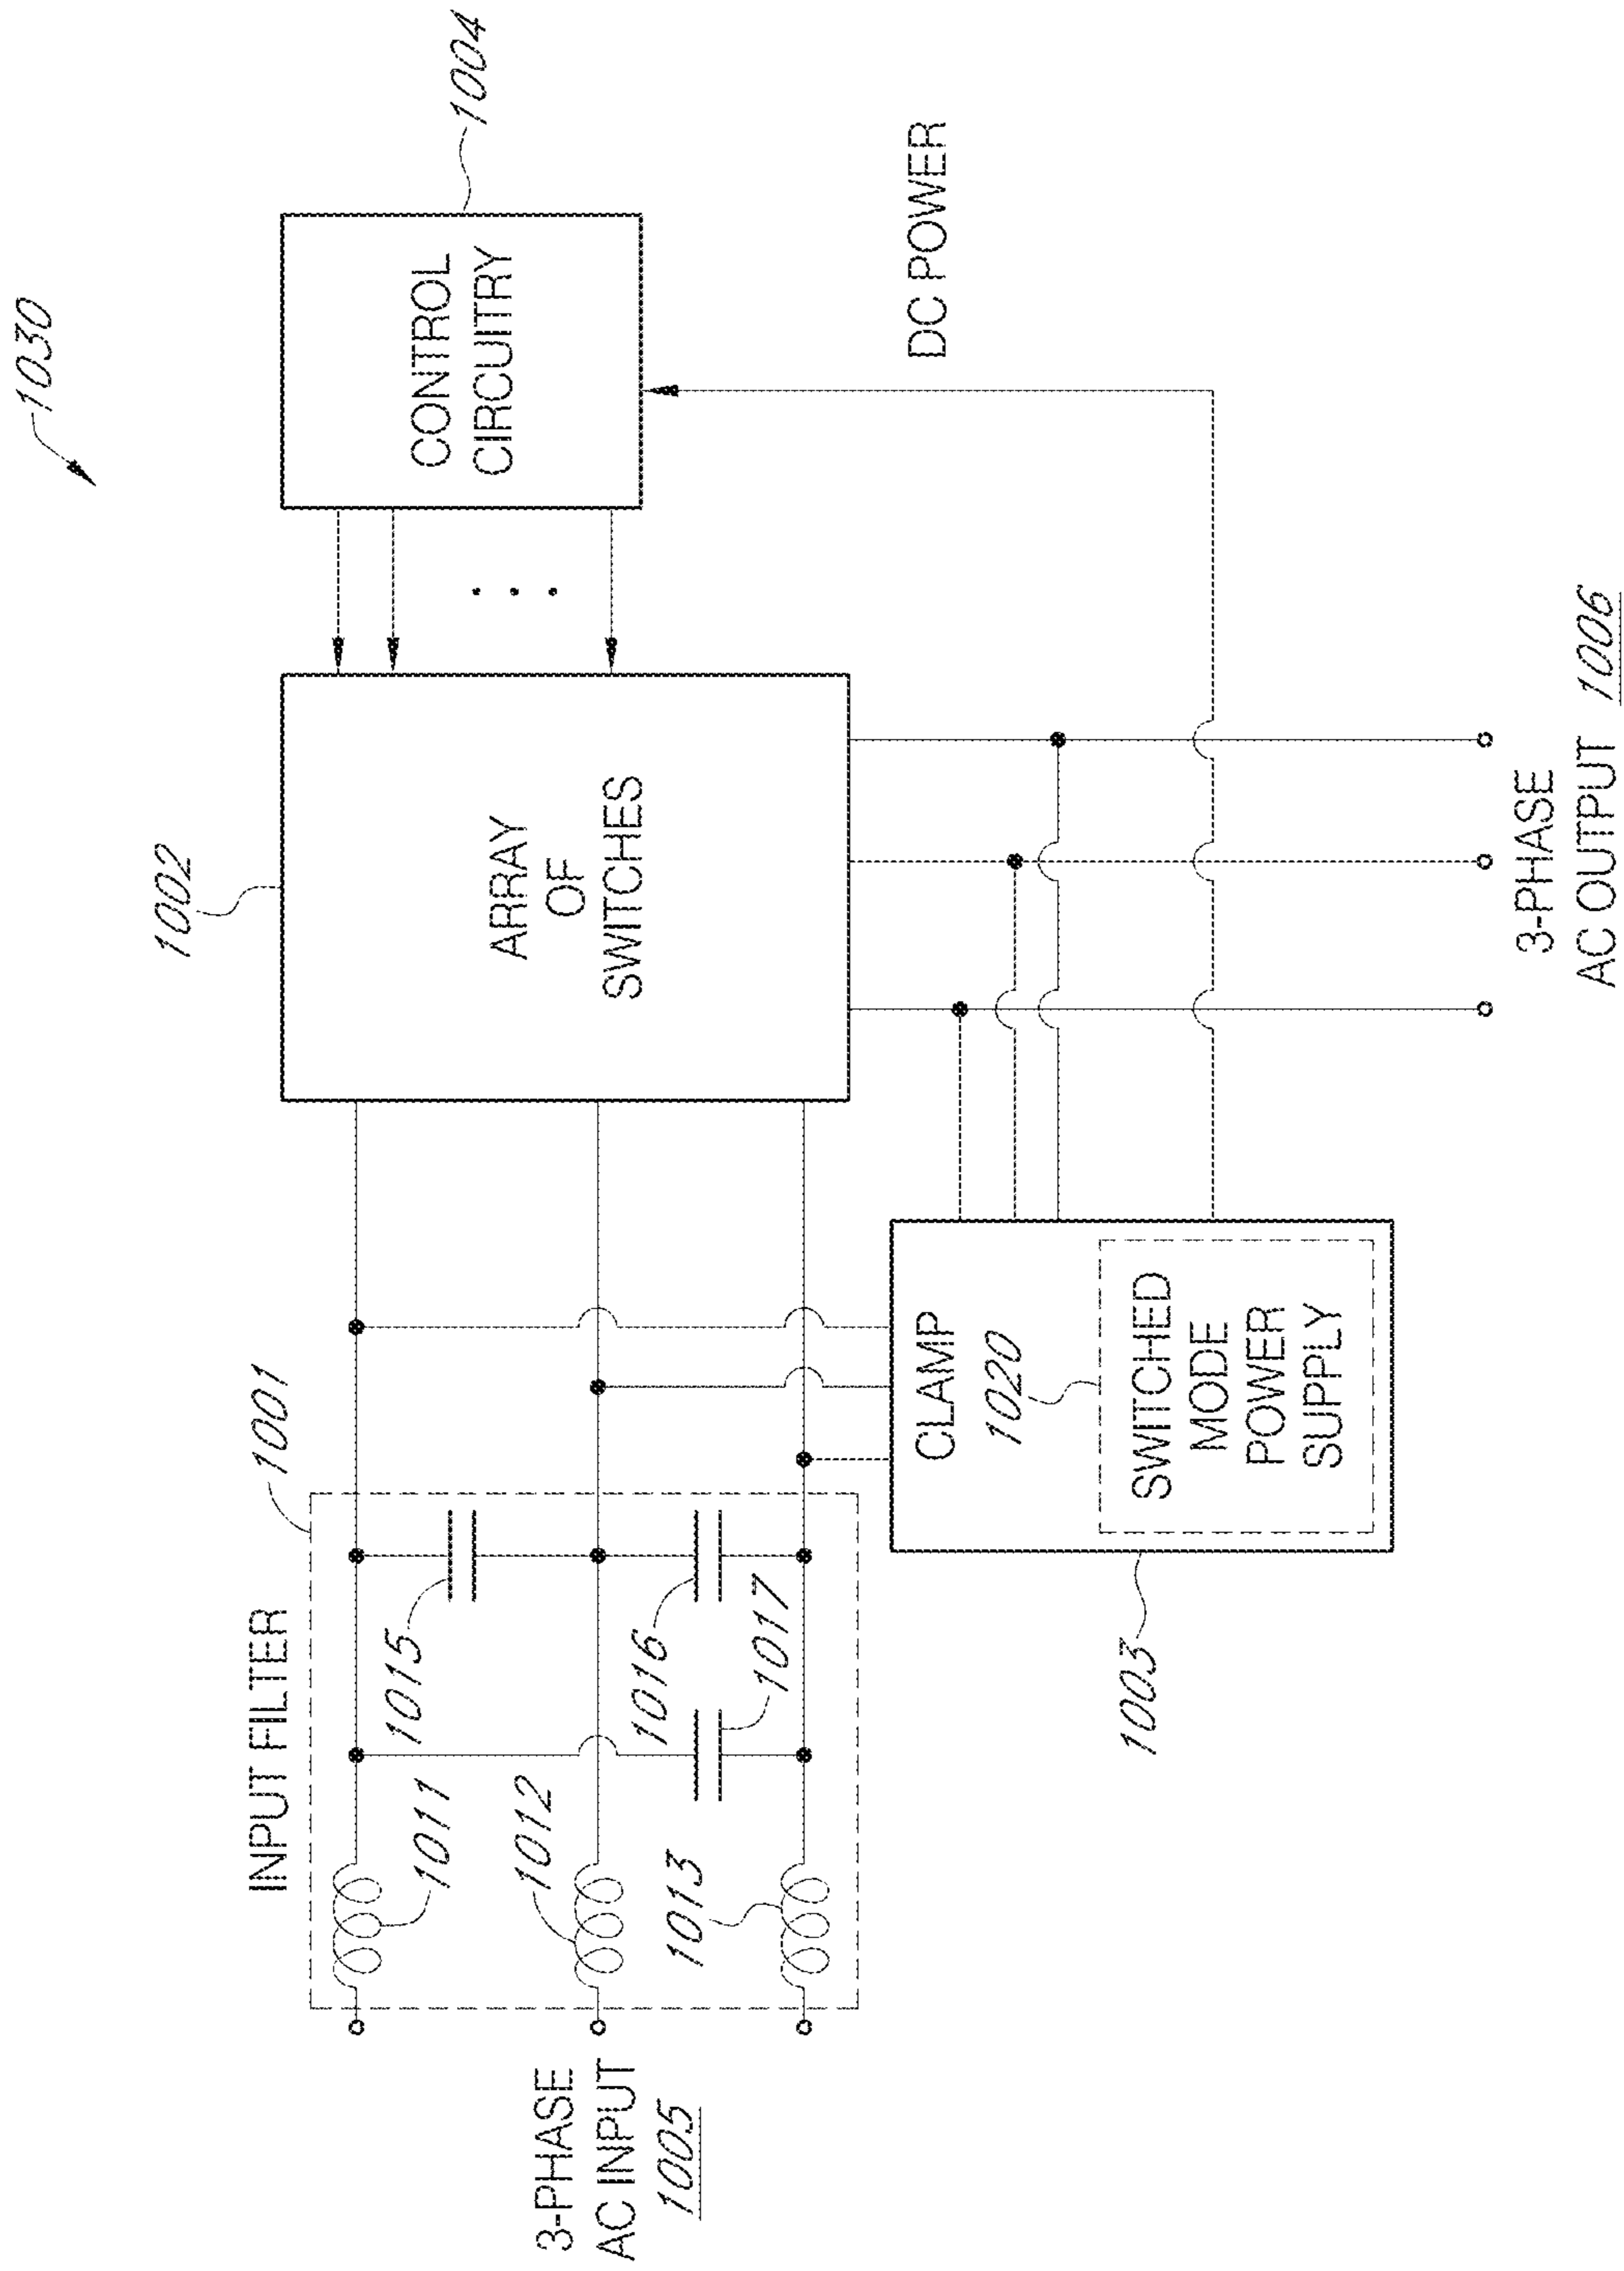 1030
INPUT FILTER
1001
1002
1004
1011
1015
1012
1016
1013
1017
3-PHASE
AC INPUT
1005
ARRAY
OF
SWITCHES
CONTROL
CIRCUITRY
CLAMP
1020
SWITCHED
MODE
POWER
SUPPLY
1003
DC POWER
3-PHASE
AC OUTPUT 1006